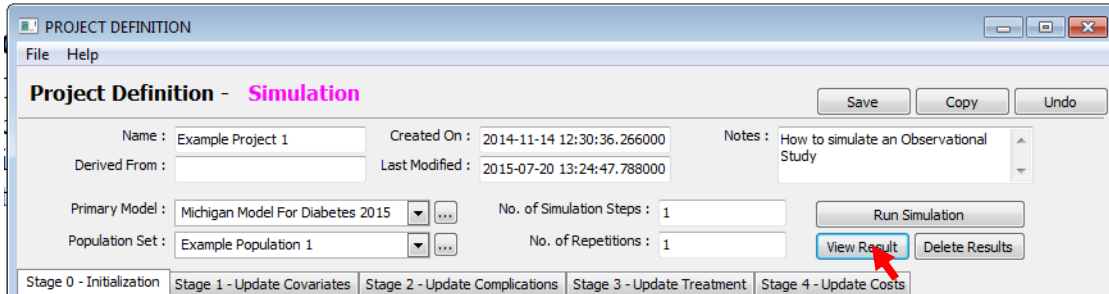 PROJECT DEFINITION
File Help
Project Definition - Simulation
Save Copy Undo
Name : Example Project 1 Created On : 2014-11-14 12:30:36.266000 Notes : How to simulate an Observational
Study
Derived From : Last Modified : 2015-07-20 13:24:47.788000
Primary Model : Michigan Model For Diabetes 2015 ... No. of Simulation Steps : 1 Run Simulation
Population Set : Example Population 1 ... No. of Repetitions : 1 View Result Delete Results
Stage 0 - Initialization Stage 1 - Update Covariates Stage 2 - Update Complications Stage 3 - Update Treatment Stage 4 - Update Costs